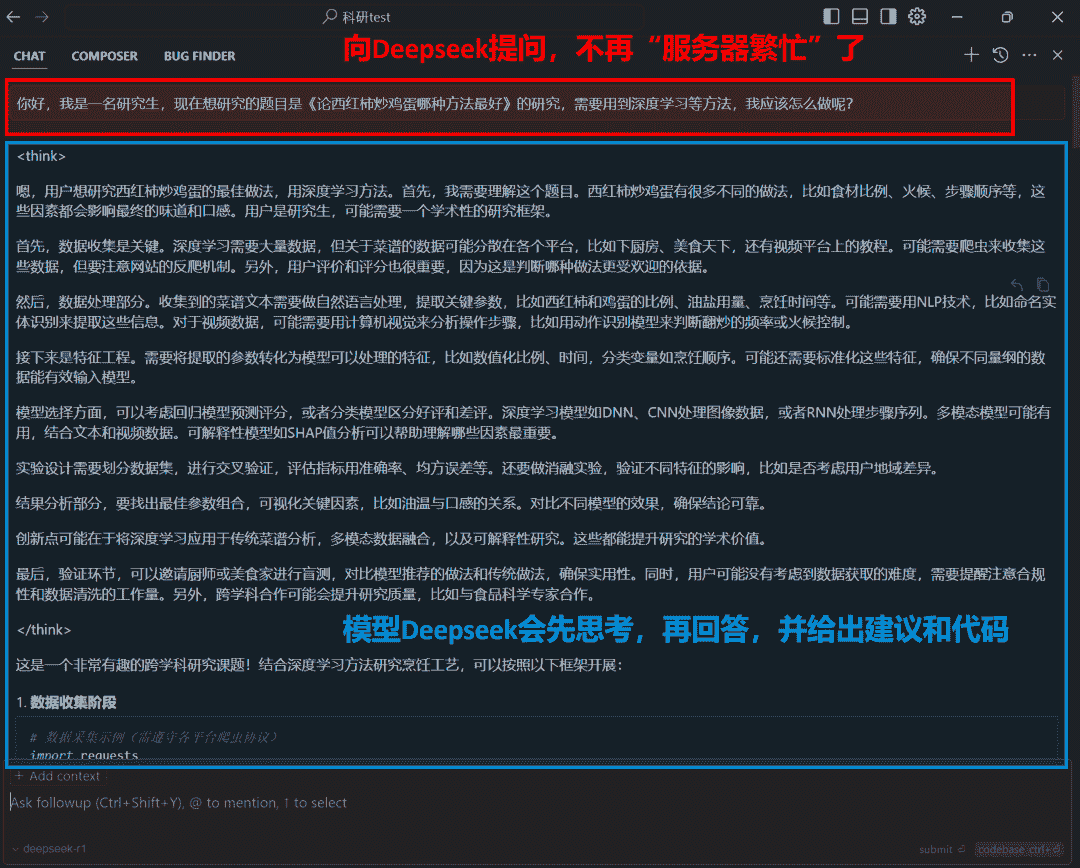 科研test
向Deepseek提问，不再“服务器繁忙”了
CHAT COMPOSER BUG FINDER
你好，我是一名研究生，现在想研究的题目是《论西红柿炒鸡蛋哪种方法最好》的研究，需要用到深度学习等方法，我应该怎么做呢？
<think>
嗯，用户想研究西红柿炒鸡蛋的最佳做法，用深度学习方法。首先，我需要理解这个题目。西红柿炒鸡蛋有很多不同的做法，比如食材比例、火候、步骤顺序等，这
些因素都会影响最终的味道和口感。用户是研究生，可能需要一个学术性的研究框架。
首先，数据收集是关键。深度学习需要大量数据，但关于菜谱的数据可能分散在各个平台，比如下厨房、美食天下，还有视频平台上的教程。可能需要爬虫来收集这
些数据，但要注意网站的反爬机制。另外，用户评价和评分也很重要，因为这是判断哪种做法更受欢迎的依据。
然后，数据处理部分。收集到的菜谱文本需要做自然语言处理，提取关键参数，比如西红柿和鸡蛋的比例、油盐用量、烹饪时间等。可能需要用NLP技术，比如命名实
体识别来提取这些信息。对于视频数据，可能需要用计算机视觉来分析操作步骤，比如用动作识别模型来判断翻炒的频率或火候控制。
接下来是特征工程。需要将提取的参数转化为模型可以处理的特征，比如数值化比例、时间，分类变量如烹饪顺序。可能还需要标准化这些特征，确保不同量纲的数
据能有效输入模型。
模型选择方面，可以考虑回归模型预测评分，或者分类模型区分好评和差评。深度学习模型如DNN、CNN处理图像数据，或者RNN处理步骤序列。多模态模型可能有
用，结合文本和视频数据。可解释性模型如SHAP值分析可以帮助理解哪些因素最重要。
实验设计需要划分数据集，进行交叉验证，评估指标用准确率、均方误差等。还要做消融实验，验证不同特征的影响，比如是否考虑用户地域差异。
结果分析部分，要找出最佳参数组合，可视化关键因素，比如油温与口感的关系。对比不同模型的效果，确保结论可靠。
创新点可能在于将深度学习应用于传统菜谱分析，多模态数据融合，以及可解释性研究。这些都能提升研究的学术价值。
最后，验证环节，可以邀请厨师或美食家进行盲测，对比模型推荐的做法和传统做法，确保实用性。同时，用户可能没有考虑到数据获取的难度，需要提醒注意合规
性和数据清洗的工作量。另外，跨学科合作可能会提升研究质量，比如与食品科学专家合作。
</think>
模型Deepseek会先思考，再回答，并给出建议和代码
这是一个非常有趣的跨学科研究课题！结合深度学习方法研究烹饪工艺，可以按照以下框架开展：
1. 数据收集阶段
# 数据采集示例（需遵守各平台爬虫协议）
import requests
+ Add context
Ask followup (Ctrl+Shift+Y), @ to mention, ↑ to select
deepseek-r1
submit
codebase ctrl+